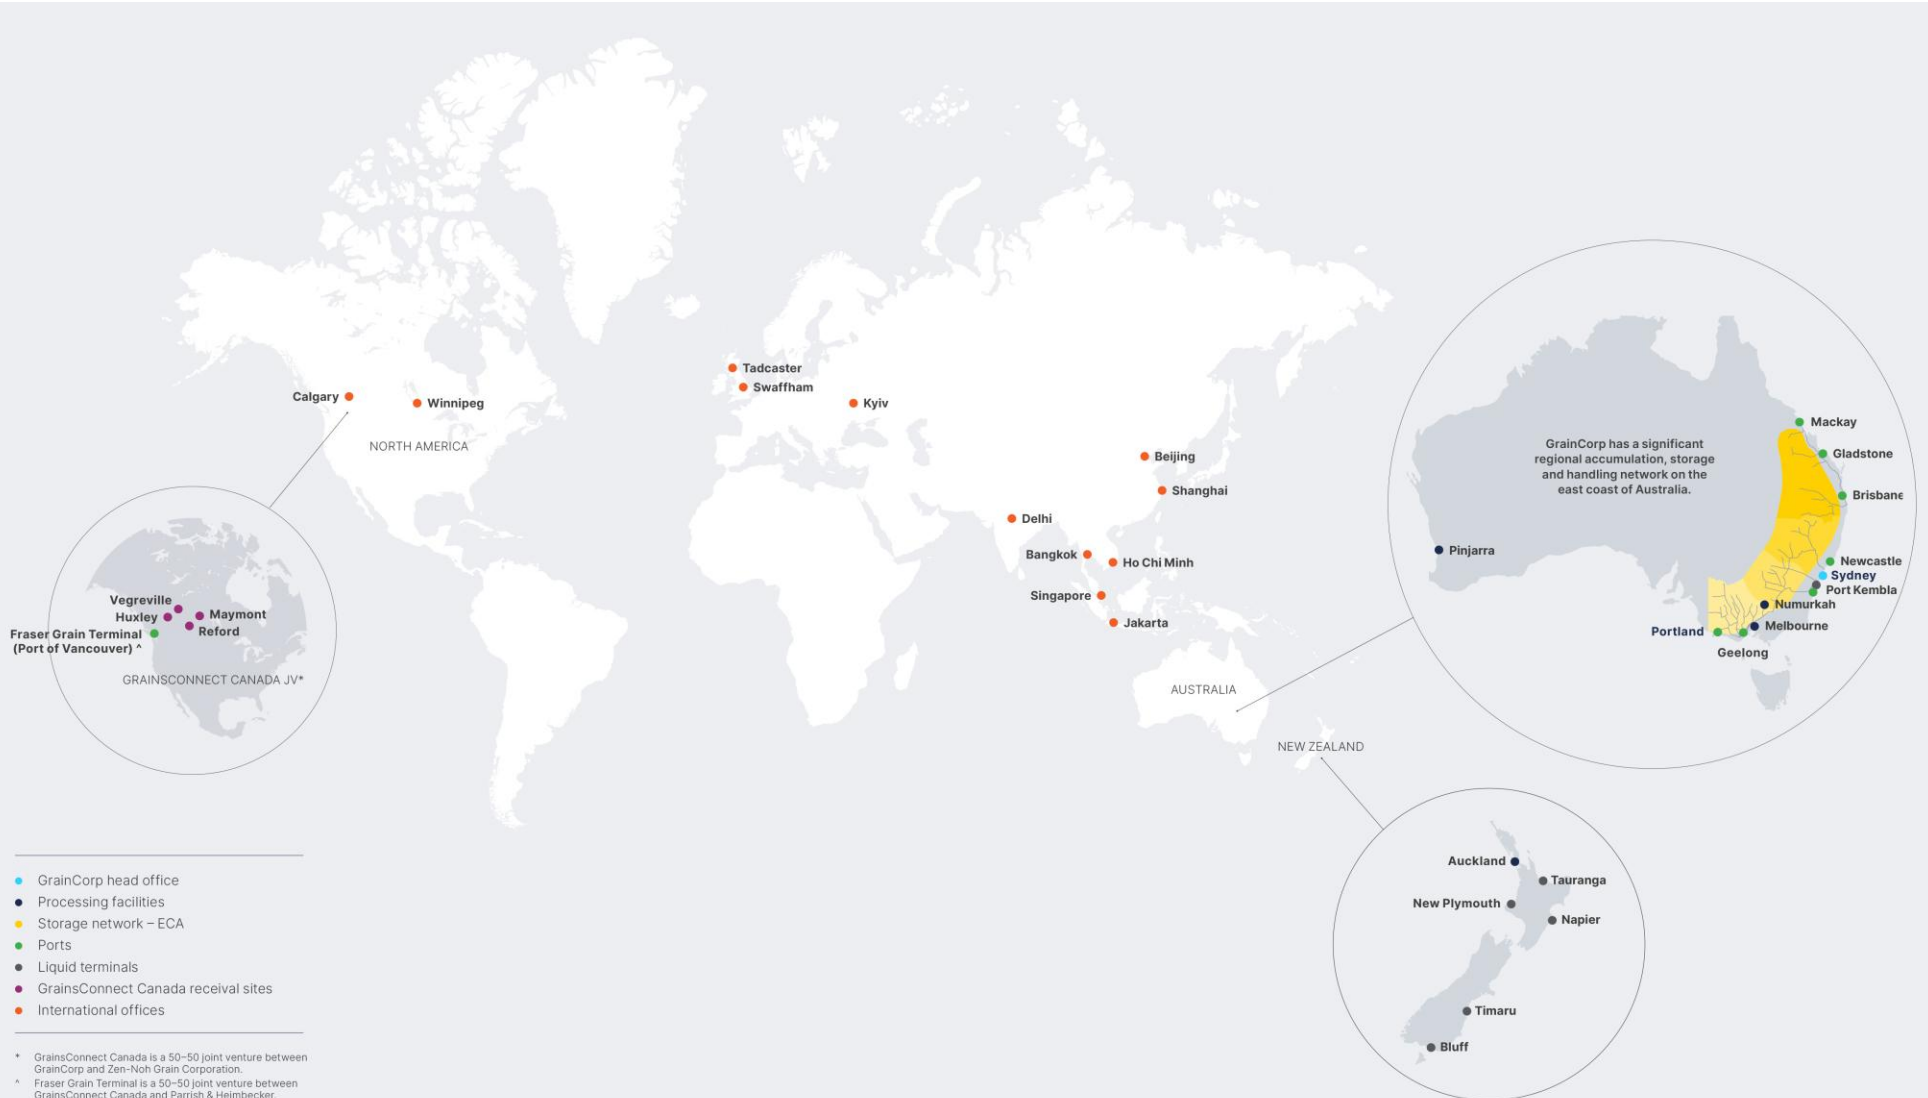 Tadcaster
Swaffham
Calgary
Winnipeg
Kyiv
NORTH AMERICA
Beijing
Shanghai
Delhi
Bangkok
Ho Chi Minh
Singapore
Jakarta
AUSTRALIA
NEW ZEALAND
Vegreville
Huxley
Maymont
Reford
Fraser Grain Terminal
(Port of Vancouver) ^
GRAINSCONNECT CANADA JV*
GrainCorp has a significant
regional accumulation, storage
and handling network on the
east coast of Australia.
Mackay
Gladstone
Brisbane
Pinjarra
Newcastle
Sydney
Port Kembla
Numurkah
Melbourne
Portland
Geelong
Auckland
Tauranga
New Plymouth
Napier
Timaru
Bluff
GrainCorp head office
Processing facilities
Storage network – ECA
Ports
Liquid terminals
GrainsConnect Canada receival sites
International offices
* GrainsConnect Canada is a 50–50 joint venture between
GrainCorp and Zen-Noh Grain Corporation.
^ Fraser Grain Terminal is a 50–50 joint venture between
GrainsConnect Canada and Parrish & Heimbecker.